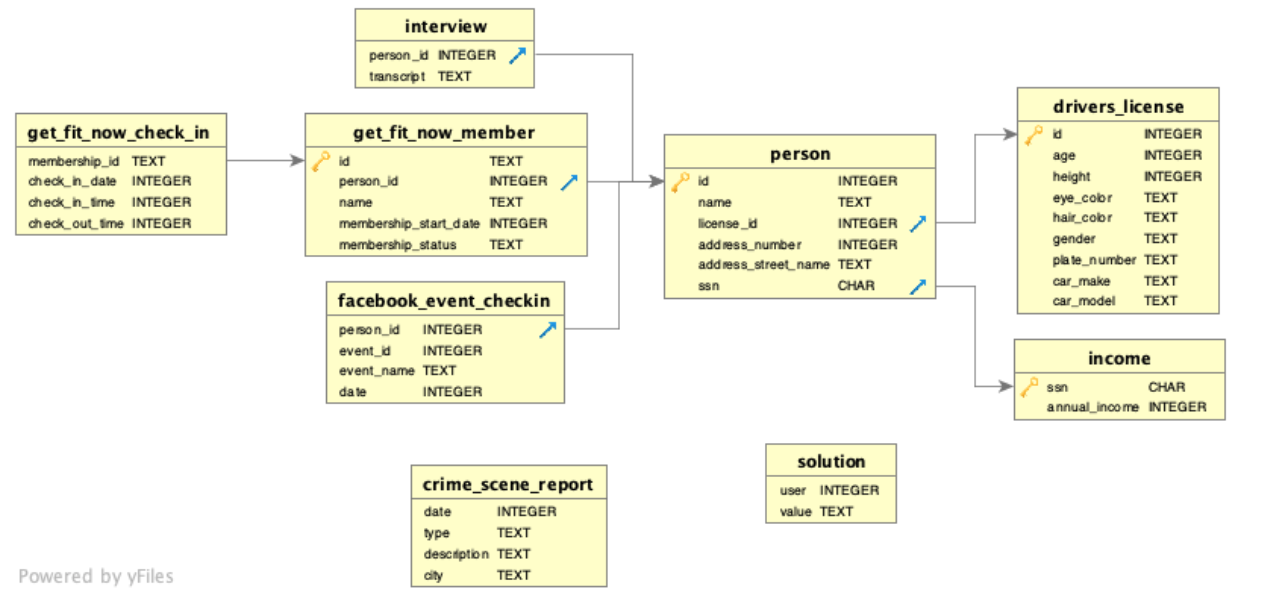 interview
person_id INTEGER
transcript TEXT
get_fit_now_check_in
membership_id TEXT
check_in_date INTEGER
check_in_time INTEGER
check_out_time INTEGER
get_fit_now_member
id TEXT
person_id INTEGER
name TEXT
membership_start_date INTEGER
membership_status TEXT
facebook_event_checkin
person_id INTEGER
event_id INTEGER
event_name TEXT
date INTEGER
person
id INTEGER
name TEXT
license_id INTEGER
address_number INTEGER
address_street_name TEXT
ssn CHAR
drivers_license
id INTEGER
age INTEGER
height INTEGER
eye_color TEXT
hair_color TEXT
gender TEXT
plate_number TEXT
car_make TEXT
car_model TEXT
income
ssn CHAR
annual_income INTEGER
solution
user INTEGER
value TEXT
crime_scene_report
date INTEGER
type TEXT
description TEXT
city TEXT
Powered by yFiles